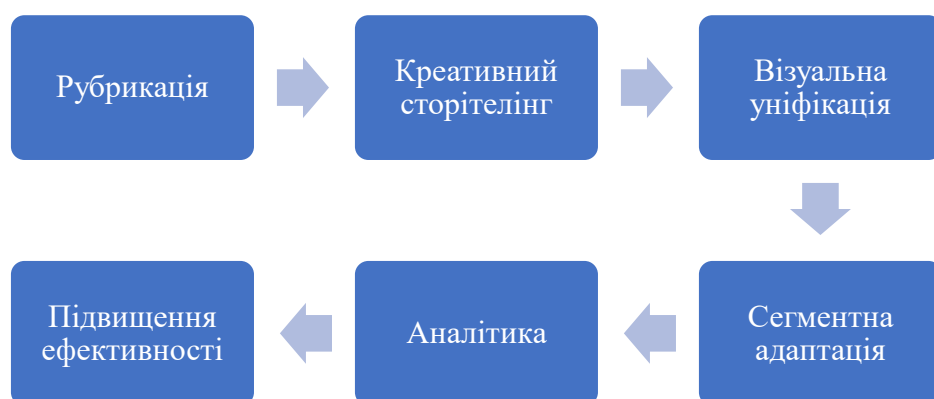 Рубрикація
Креативний
сторітелінг
Візуальна
уніфікація
Сегментна
адаптація
Аналітика
Підвищення
ефективності